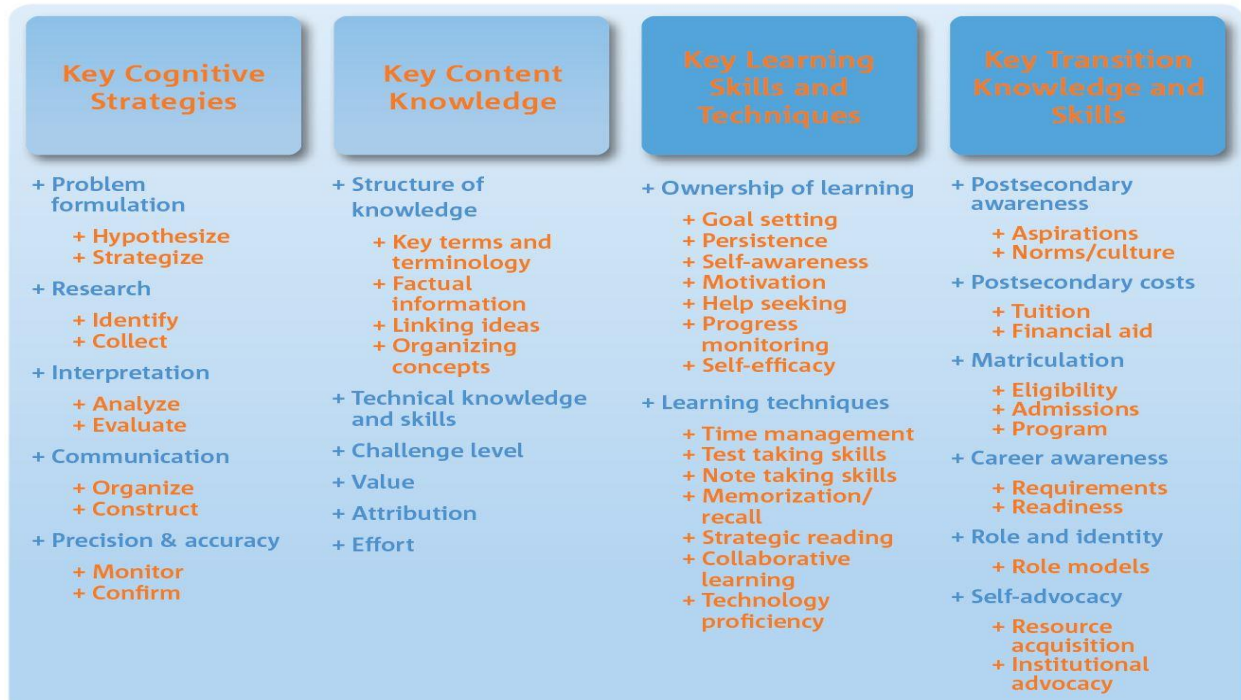 Key Cognitive
Strategies
+ Problem
formulation
+ Hypothesize
+ Strategize
+ Research
+ Identify
+ Collect
+ Interpretation
+ Analyze
+ Evaluate
+ Communication
+ Organize
+ Construct
+ Precision & accuracy
+ Monitor
+ Confirm
Key Content
Knowledge
+ Structure of
knowledge
+ Key terms and
terminology
+ Factual
information
+ Linking ideas
+ Organizing
concepts
+ Technical knowledge
and skills
+ Challenge level
+ Value
+ Attribution
+ Effort
Key Learning
Skills and
Techniques
+ Ownership of learning
+ Goal setting
+ Persistence
+ Self-awareness
+ Motivation
+ Help seeking
+ Progress
monitoring
+ Self-efficacy
+ Learning techniques
+ Time management
+ Test taking skills
+ Note taking skills
+ Memorization/
recall
+ Strategic reading
+ Collaborative
learning
+ Technology
proficiency
Key Transition
Knowledge and
Skills
+ Postsecondary
awareness
+ Aspirations
+ Norms/culture
+ Postsecondary costs
+ Tuition
+ Financial aid
+ Matriculation
+ Eligibility
+ Admissions
+ Program
+ Career awareness
+ Requirements
+ Readiness
+ Role and identity
+ Role models
+ Self-advocacy
+ Resource
acquisition
+ Institutional
advocacy